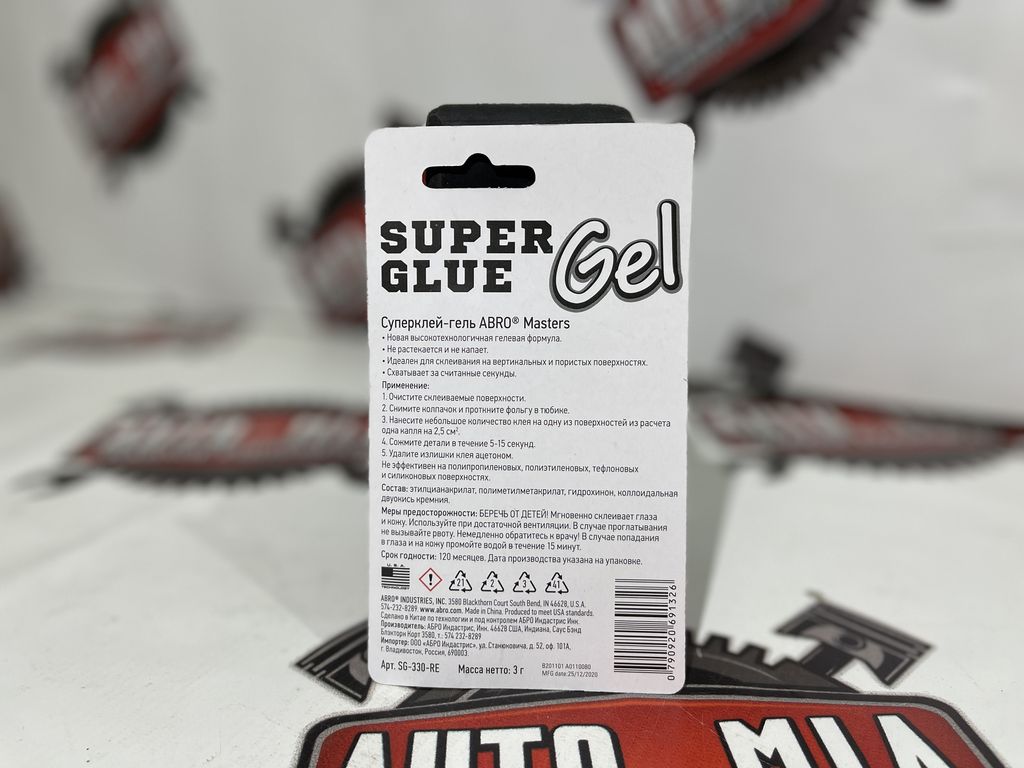 SUPER
GLUE Gel
Суперклей-гель ABRO® Masters
• Новая высокотехнологичная гелевая формула.
• Не растекается и не капает.
• Идеален для склеивания на вертикальных и пористых поверхностях.
• Схватывает за считанные секунды.
Применение:
1. Очистите склеиваемые поверхности.
2. Снимите колпачок и проткните фольгу в тюбике.
3. Нанесите небольшое количество клея на одну из поверхностей из расчета
одна капля на 2,5 см².
4. Сожмите детали в течение 5-15 секунд.
5. Удалите излишки клея ацетоном.
Не эффективен на полипропиленовых, полиэтиленовых, тефлоновых
и силиконовых поверхностях.
Состав: этилцианакрилат, полиметилметакрилат, гидрохинон, коллоидальная
двуокись кремния.
Меры предосторожности: БЕРЕЧЬ ОТ ДЕТЕЙ! Мгновенно склеивает глаза
и кожу. Используйте при достаточной вентиляции. В случае проглатывания
не вызывайте рвоту. Немедленно обратитесь к врачу! В случае попадания
в глаза и на кожу промойте водой в течение 15 минут.
Срок годности: 120 месяцев. Дата производства указана на упаковке.
U.S.A.
TECHNOLOGY
21 2 3 41
ABRO® INDUSTRIES, INC. 3580 Blackthorn Court South Bend, IN 46628, U.S.A.
574-232-8289. www.abro.com. Made in China. Produced to meet USA standards.
Сделано в Китае по технологии и под контролем АБРО Индастрис Инк.
Производитель: АБРО Индастрис, Инк. 46628 США, Индиана, Саус Бэнд
Блэкторн Корт 3580, т.: 574 232-8289
Импортер: ООО «АБРО Индастрис», ул. Станюковича, д. 52, оф. 101А,
г. Владивосток, Россия, 690003.
Арт. SG-330-RE Масса нетто: 3 г
B201101 A0110080
MFG date:25/12/2020
0 790920 691326
AUTO MIA